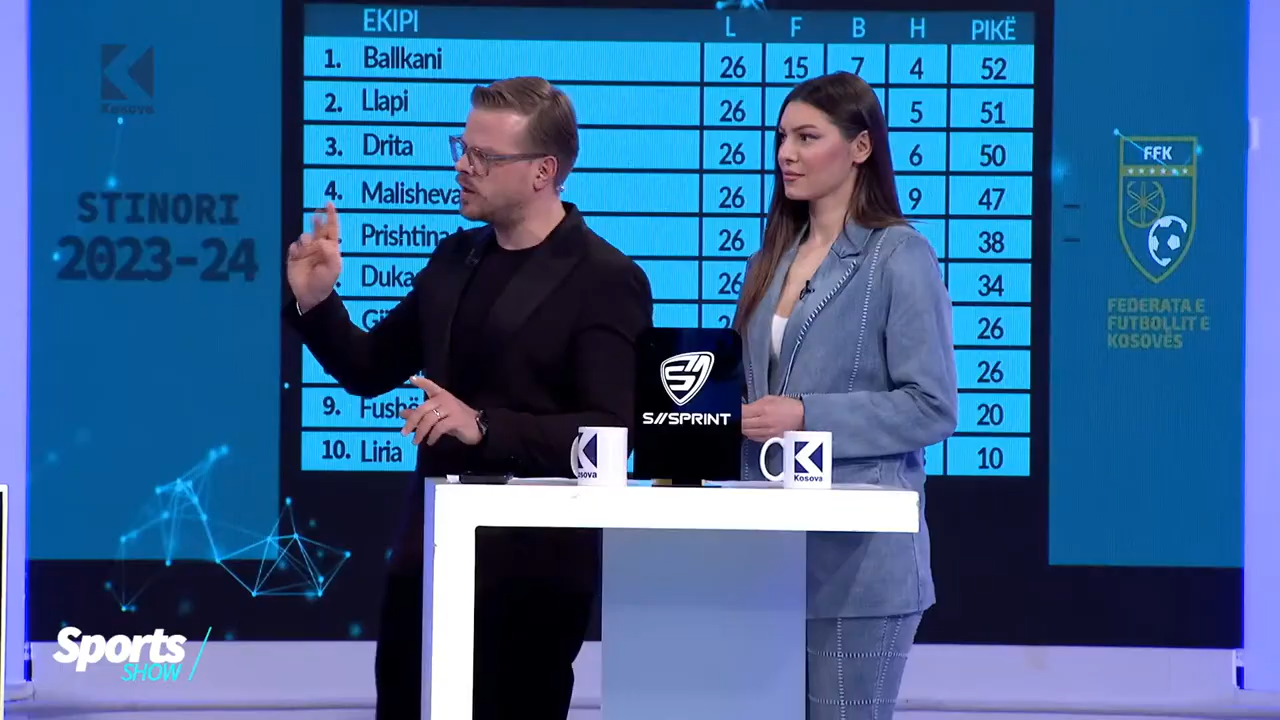 EKIPI L F B H PIKË
1. Ballkani 26 15 7 4 52
2. Llapi 26 5 51
3. Drita 26 6 50
4. Malisheva 26 9 47
Prishtina 26 38
26 34
26
26
9. 20
10. Liria 10
Kosova
STINORI
2023-24
FFK
FEDERATA E
FUTBOLLIT E
KOSOVËS
S//SPRINT
Kosova
Kosova
Sports
SHOW